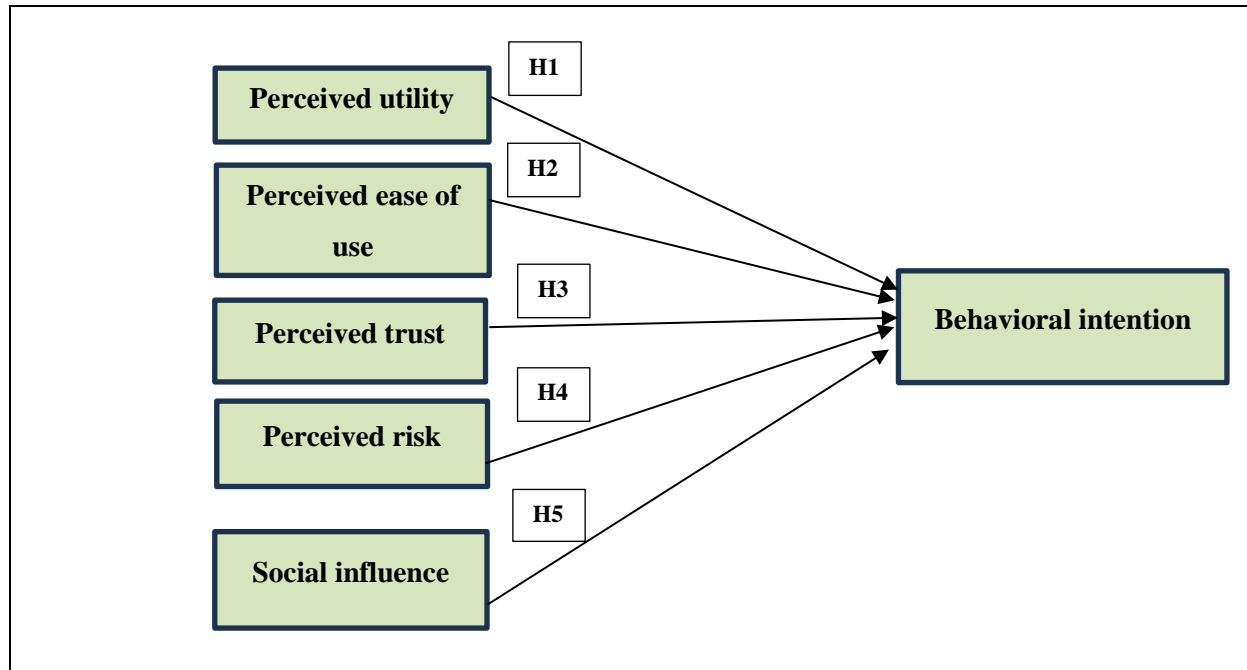 H1
Perceived utility
H2
Perceived ease of
use
H3
Perceived trust
Behavioral intention
H4
Perceived risk
H5
Social influence